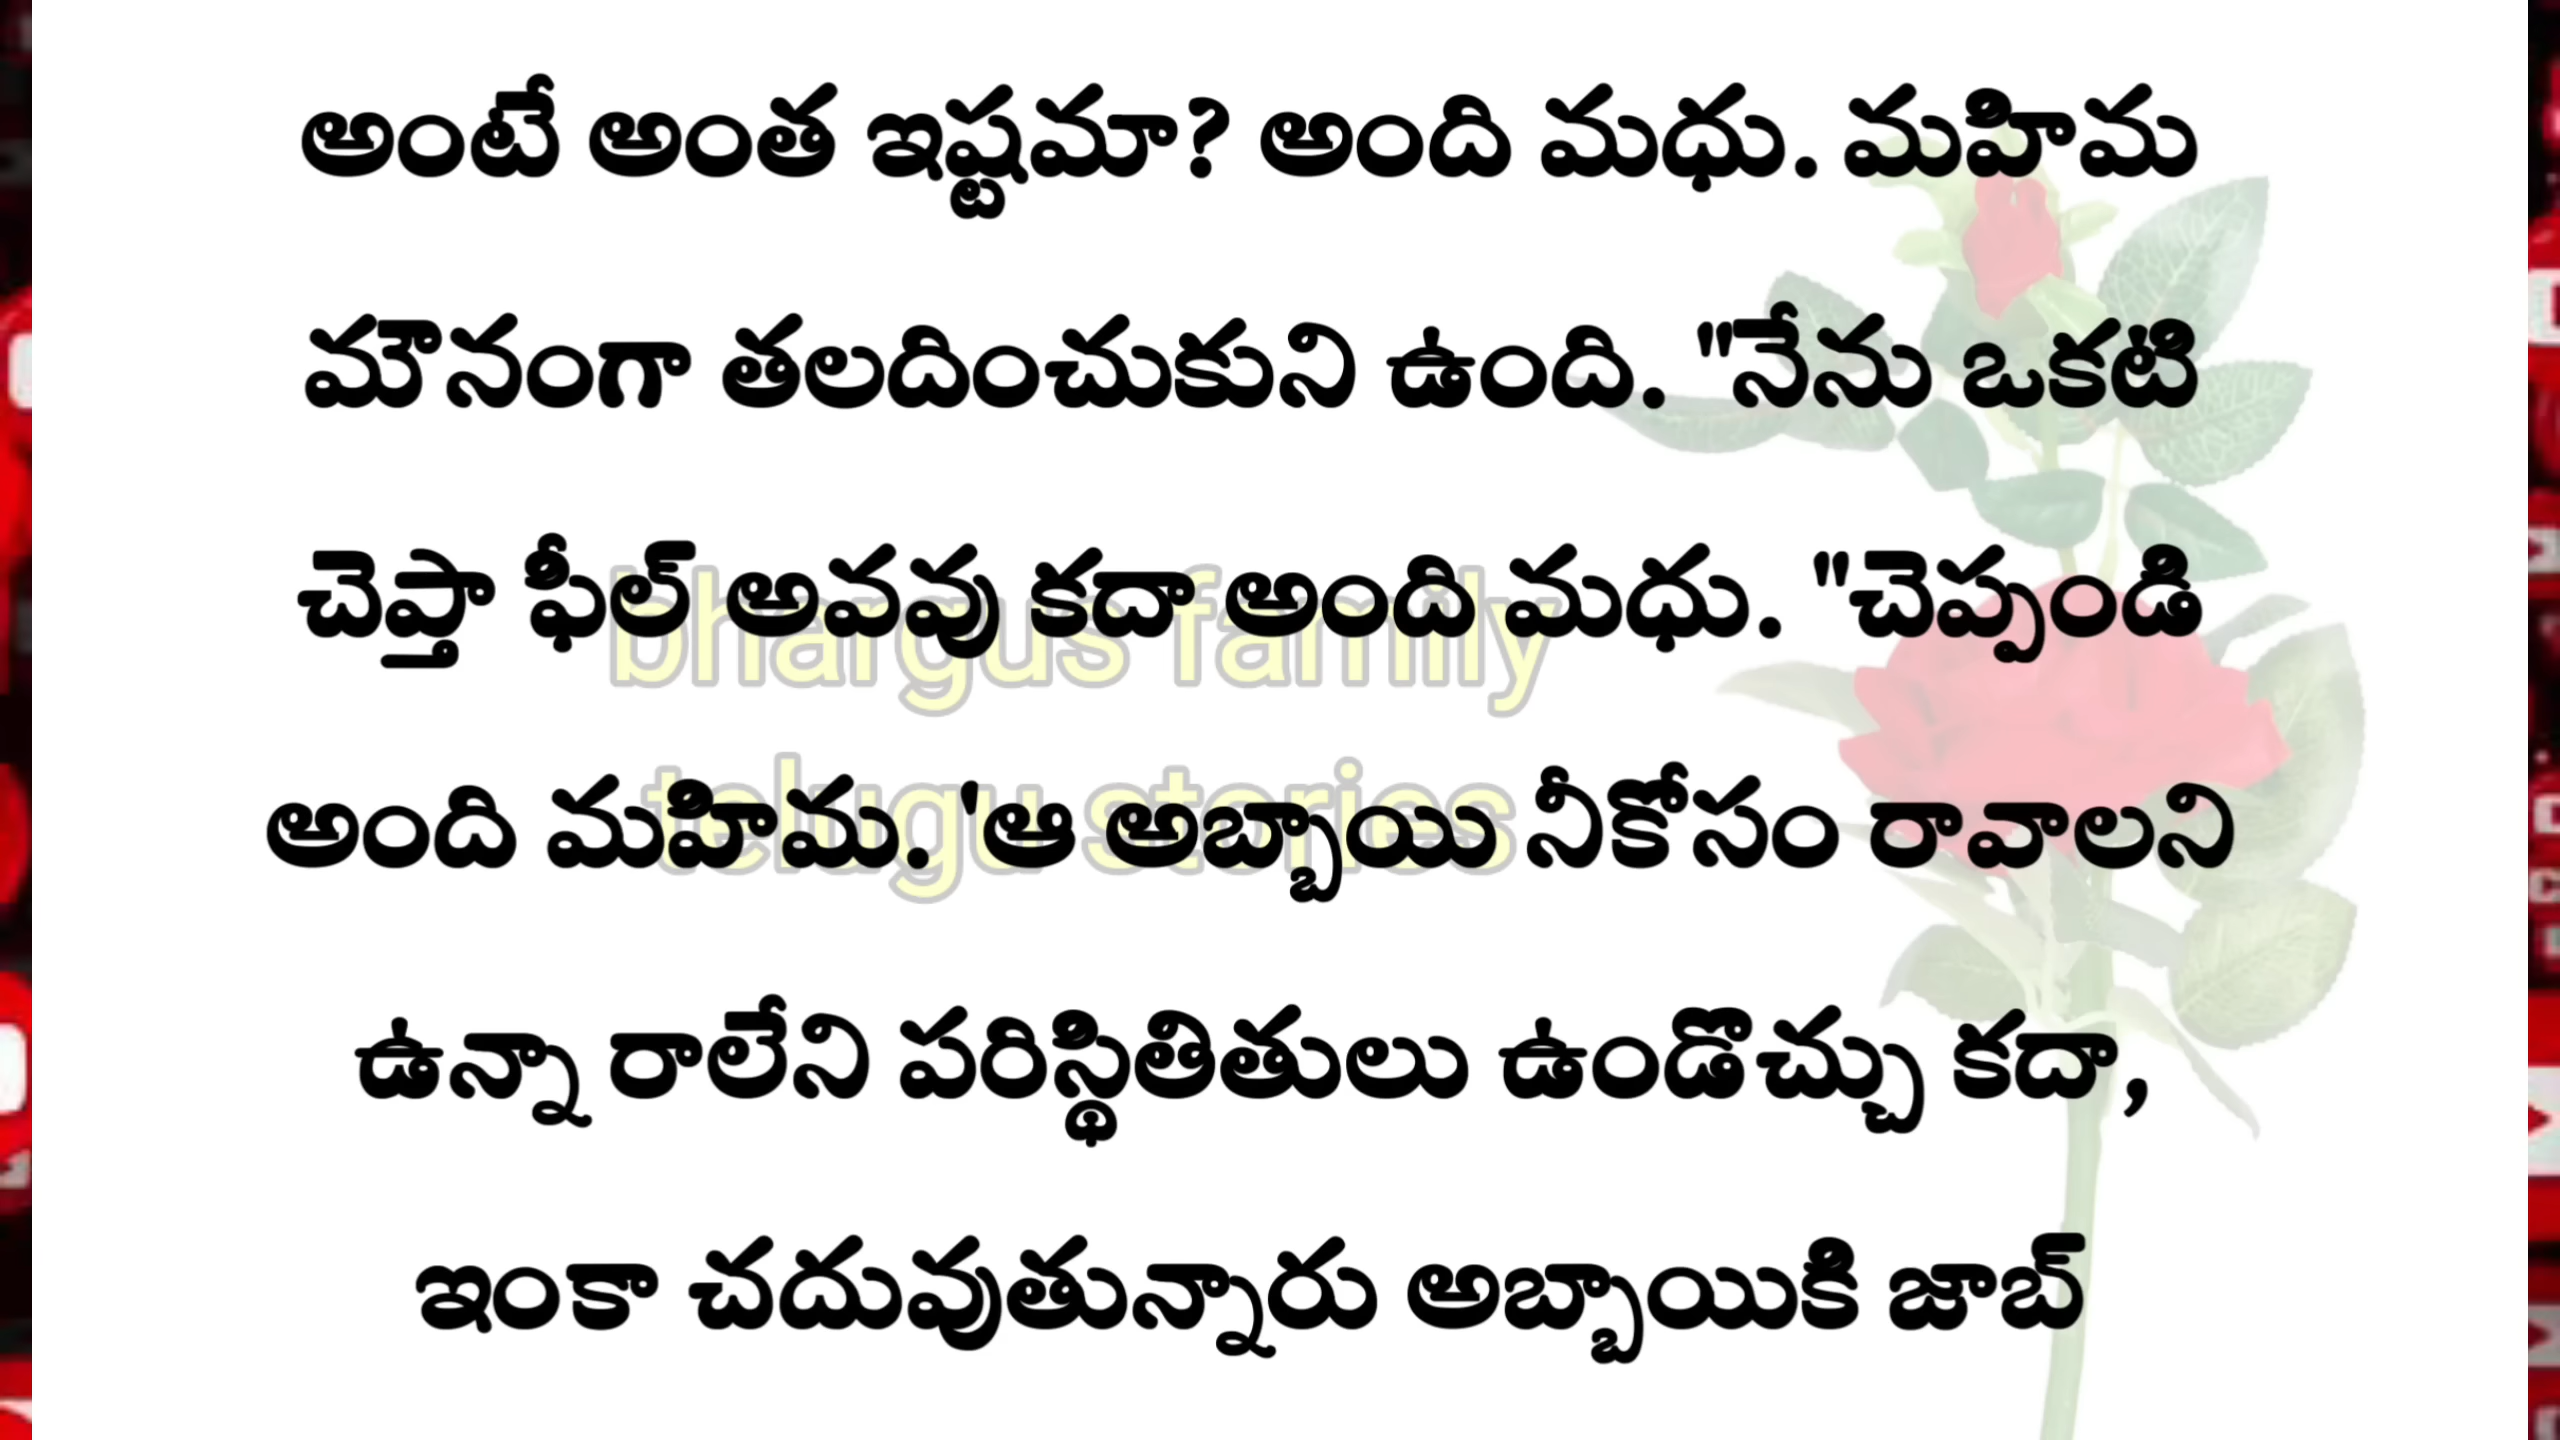 అంటే అంత ఇష్టమా? అంది మధు. మహిమ
మౌనంగా తలదించుకుని ఉంది. "నేను ఒకటి
చెప్తా ఫీల్ అవవు కదా అంది మధు. "చెప్పండి
bhargus family
అంది మహిమ. 'ఆ అబ్బాయి నీకోసం రావాలని
telugu stories
ఉన్నా రాలేని పరిస్థితితులు ఉండొచ్చు కదా,
ఇంకా చదువుతున్నారు అబ్బాయికి జాబ్